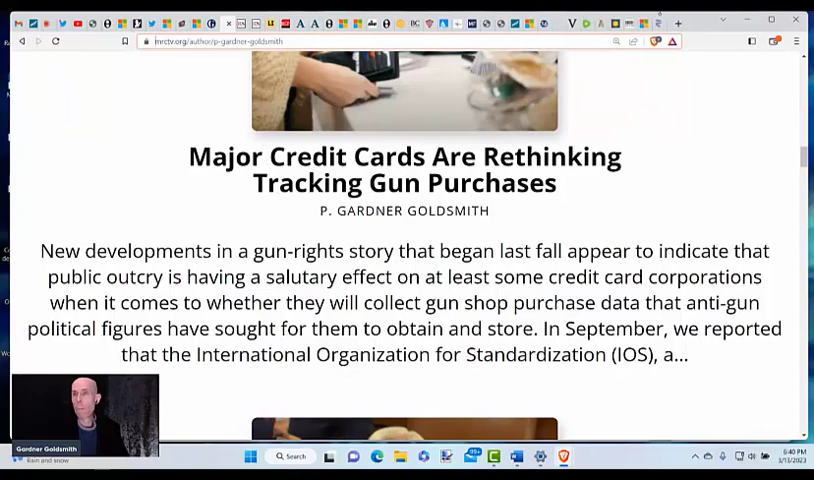 mrctv.org/author/p-gardner-goldsmith
Major Credit Cards Are Rethinking
Tracking Gun Purchases
P. GARDNER GOLDSMITH
New developments in a gun-rights story that began last fall appear to indicate that
public outcry is having a salutary effect on at least some credit card corporations
when it comes to whether they will collect gun shop purchase data that anti-gun
political figures have sought for them to obtain and store. In September, we reported
that the International Organization for Standardization (IOS), a...
Gardner Goldsmith
Rain and snow
Search
99+
6:40 PM
3/13/2023